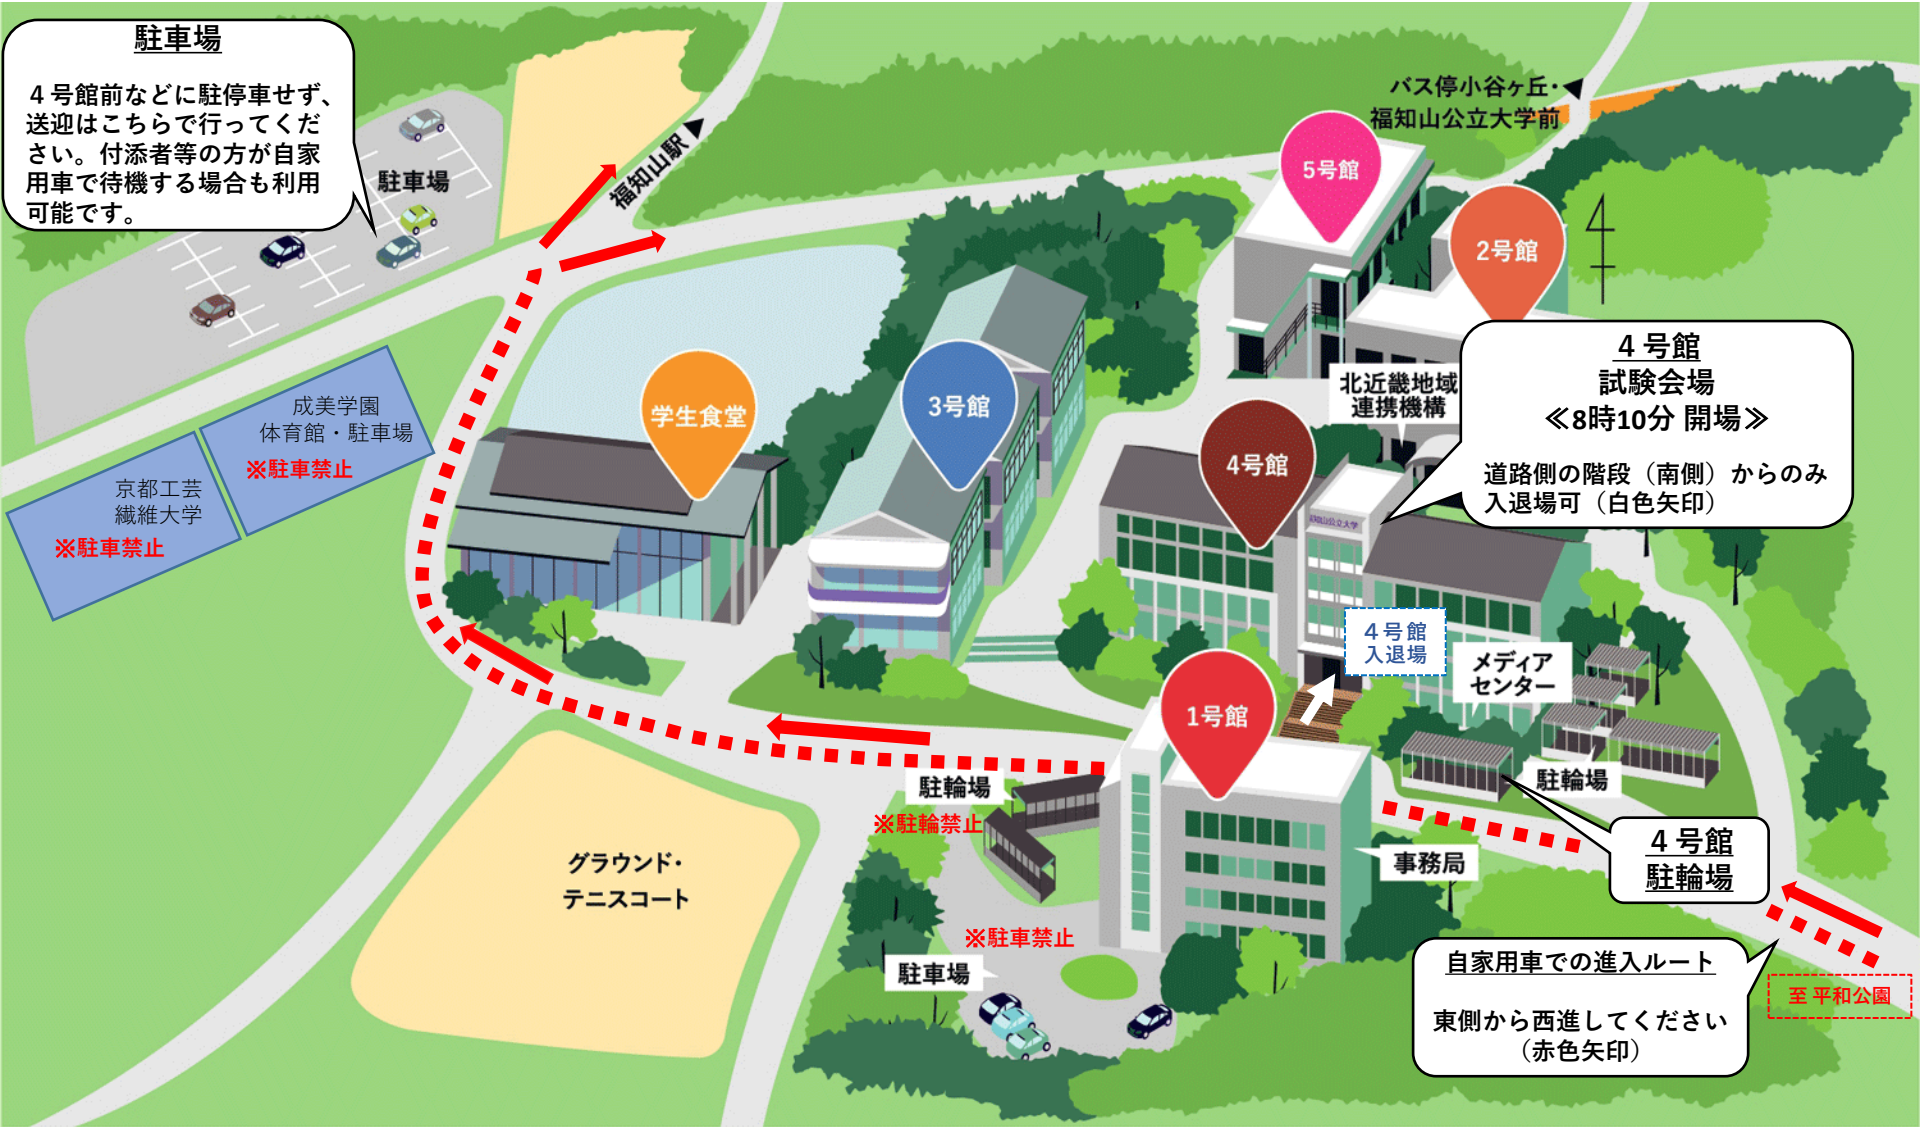 駐車場
４号館前などに駐停車せず、
送迎はこちらで行ってくだ
さい。付添者等の方が自家
用車で待機する場合も利用
可能です。
駐車場
福知山駅▶
バス停小谷ヶ丘・◀
福知山公立大学前
5号館
2号館
４号館
試験会場
≪8時10分 開場≫
道路側の階段（南側）からのみ
入退場可（白色矢印）
北近畿地域
連携機構
成美学園
体育館・駐車場
※駐車禁止
京都工芸
繊維大学
※駐車禁止
学生食堂
3号館
4号館
福知山公立大学
４号館
入退場
メディア
センター
1号館
駐輪場
※駐輪禁止
駐輪場
４号館
駐輪場
事務局
グラウンド・
テニスコート
※駐車禁止
駐車場
自家用車での進入ルート
東側から西進してください
（赤色矢印）
至 平和公園